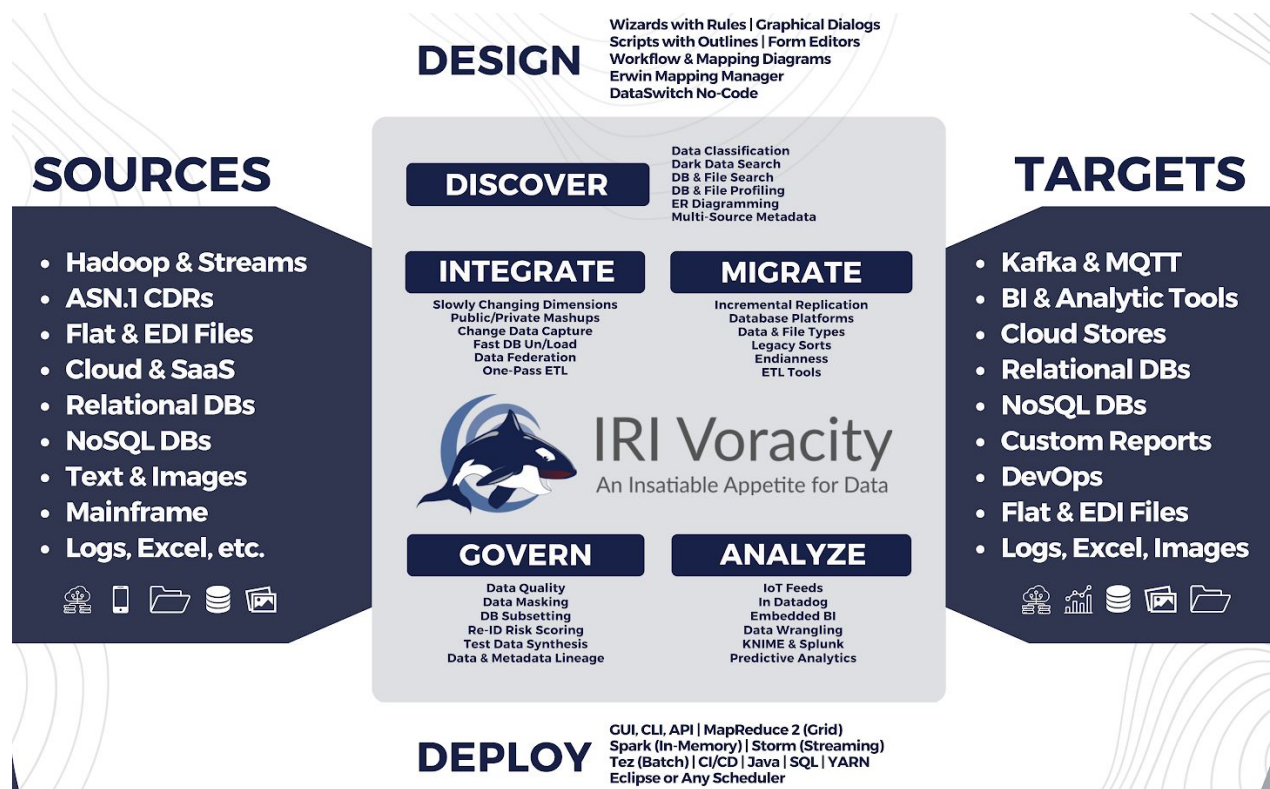 DESIGN
Wizards with Rules | Graphical Dialogs
Scripts with Outlines | Form Editors
Workflow & Mapping Diagrams
Erwin Mapping Manager
DataSwitch No-Code
SOURCES
• Hadoop & Streams
• ASN.1 CDRs
• Flat & EDI Files
• Cloud & SaaS
• Relational DBs
• NoSQL DBs
• Text & Images
• Mainframe
• Logs, Excel, etc.
DISCOVER
Data Classification
Dark Data Search
DB & File Search
DB & File Profiling
ER Diagramming
Multi-Source Metadata
INTEGRATE
Slowly Changing Dimensions
Public/Private Mashups
Change Data Capture
Fast DB Un/Load
Data Federation
One-Pass ETL
MIGRATE
Incremental Replication
Database Platforms
Data & File Types
Legacy Sorts
Endianness
ETL Tools
IRI Voracity
An Insatiable Appetite for Data
GOVERN
Data Quality
Data Masking
DB Subsetting
Re-ID Risk Scoring
Test Data Synthesis
Data & Metadata Lineage
ANALYZE
IoT Feeds
In Datadog
Embedded BI
Data Wrangling
KNIME & Splunk
Predictive Analytics
TARGETS
• Kafka & MQTT
• BI & Analytic Tools
• Cloud Stores
• Relational DBs
• NoSQL DBs
• Custom Reports
• DevOps
• Flat & EDI Files
• Logs, Excel, Images
DEPLOY
GUI, CLI, API | MapReduce 2 (Grid)
Spark (In-Memory) | Storm (Streaming)
Tez (Batch) | CI/CD | Java | SQL | YARN
Eclipse or Any Scheduler